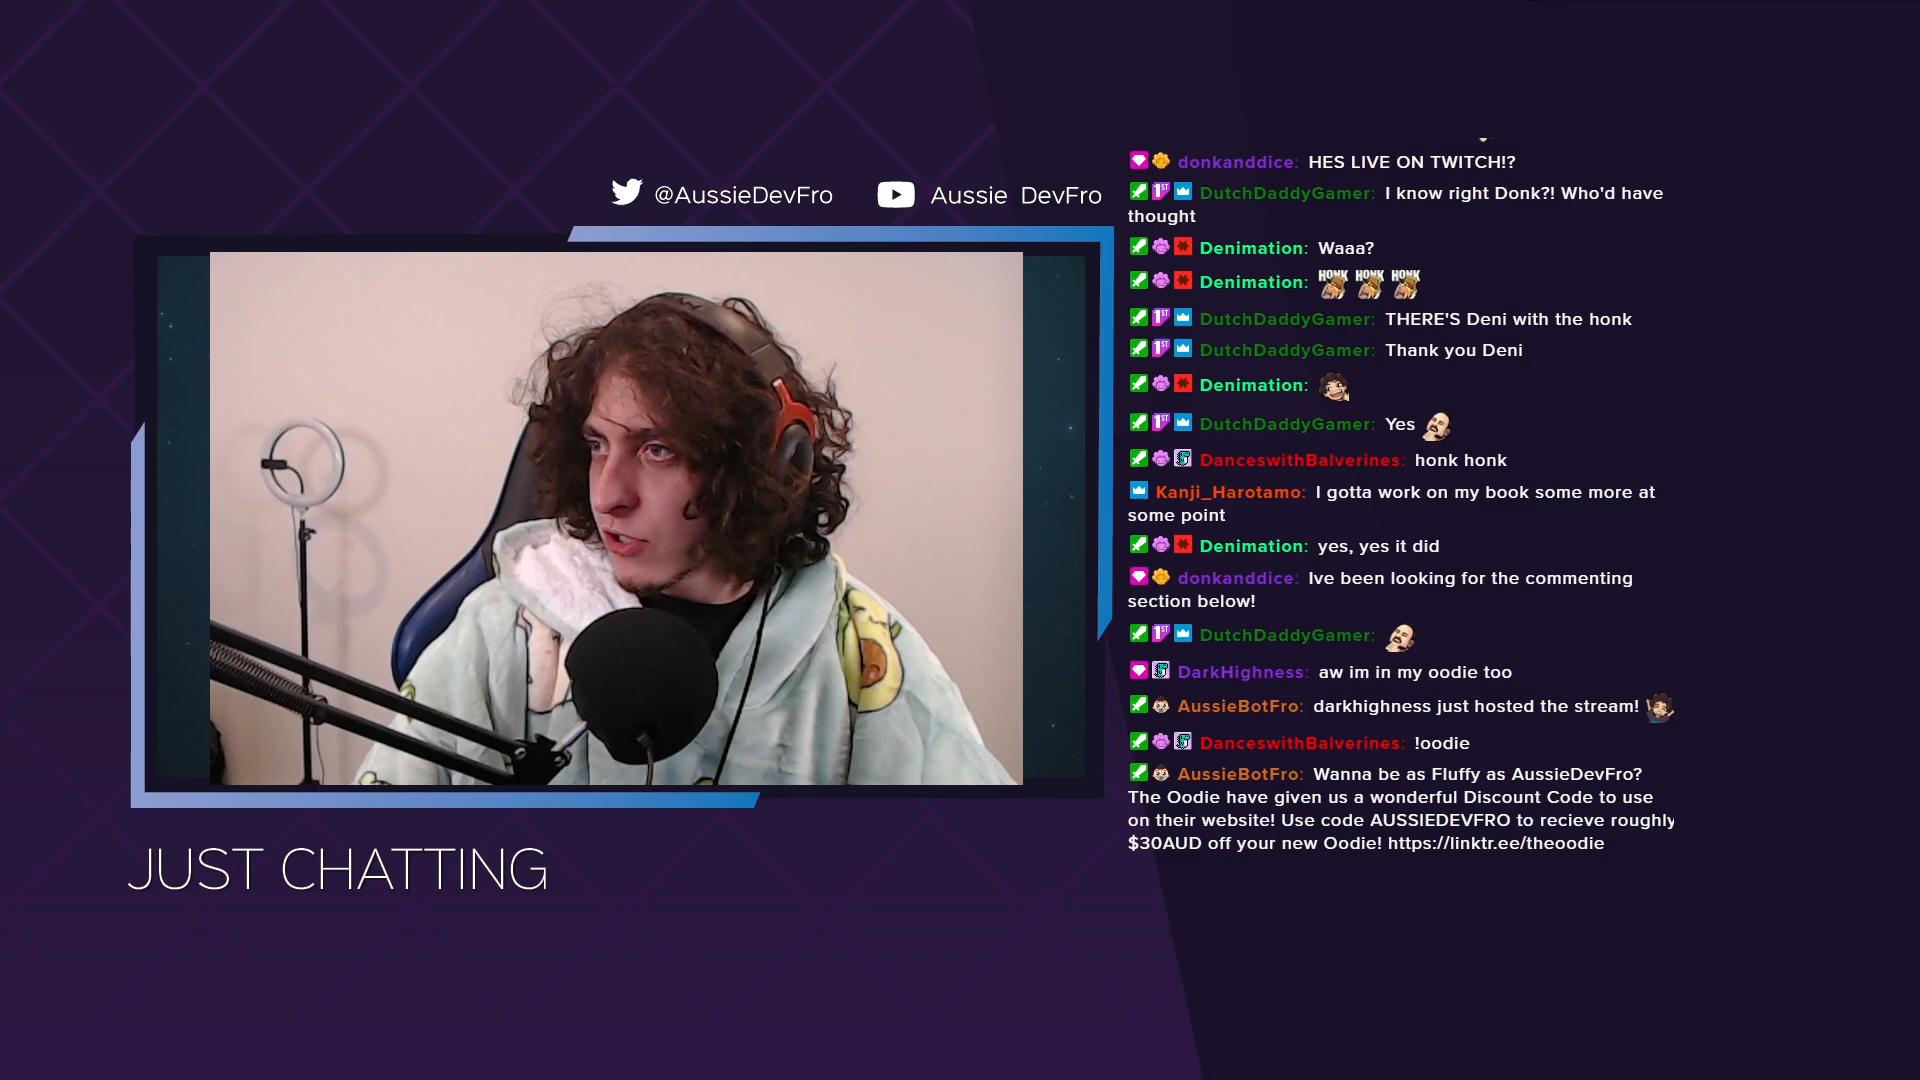 @AussieDevFro Aussie DevFro
donkanddice: HES LIVE ON TWITCH!?
1ST DutchDaddyGamer: I know right Donk?! Who'd have
thought
Denimation: Waaa?
Denimation: HONK HONK HONK
1ST DutchDaddyGamer: THERE'S Deni with the honk
1ST DutchDaddyGamer: Thank you Deni
Denimation:
1ST DutchDaddyGamer: Yes
DanceswithBalverines: honk honk
Kanji_Harotamo: I gotta work on my book some more at
some point
Denimation: yes, yes it did
donkanddice: Ive been looking for the commenting
section below!
1ST DutchDaddyGamer:
DarkHighness: aw im in my oodie too
AussieBotFro: darkhighness just hosted the stream!
DanceswithBalverines: !oodie
AussieBotFro: Wanna be as Fluffy as AussieDevFro?
The Oodie have given us a wonderful Discount Code to use
on their website! Use code AUSSIEDEVFRO to recieve roughly
$30AUD off your new Oodie! https://linktr.ee/theoodie
JUST CHATTING